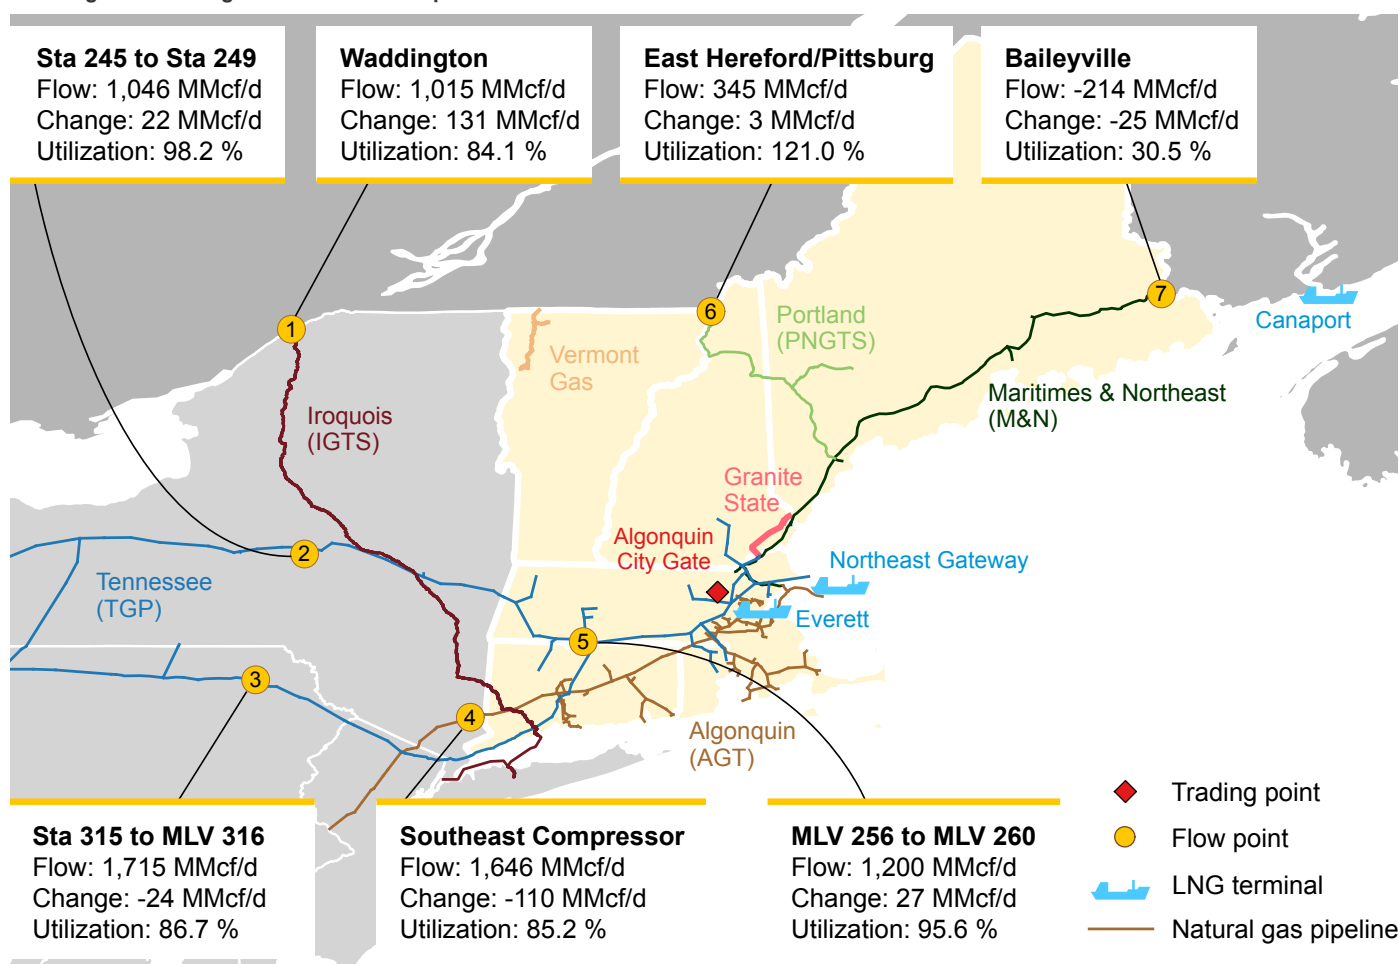 Sta 245 to Sta 249
Flow: 1,046 MMcf/d
Change: 22 MMcf/d
Utilization: 98.2 %
Waddington
Flow: 1,015 MMcf/d
Change: 131 MMcf/d
Utilization: 84.1 %
East Hereford/Pittsburg
Flow: 345 MMcf/d
Change: 3 MMcf/d
Utilization: 121.0 %
Baileyville
Flow: -214 MMcf/d
Change: -25 MMcf/d
Utilization: 30.5 %
1
6
7
Portland
(PNGTS)
Canaport
Vermont
Gas
Maritimes & Northeast
(M&N)
Iroquois
(IGTS)
Granite
State
Algonquin
City Gate
2
Northeast Gateway
Tennessee
(TGP)
Everett
5
3
4
Algonquin
(AGT)
Sta 315 to MLV 316
Flow: 1,715 MMcf/d
Change: -24 MMcf/d
Utilization: 86.7 %
Southeast Compressor
Flow: 1,646 MMcf/d
Change: -110 MMcf/d
Utilization: 85.2 %
MLV 256 to MLV 260
Flow: 1,200 MMcf/d
Change: 27 MMcf/d
Utilization: 95.6 %
Trading point
Flow point
LNG terminal
Natural gas pipeline